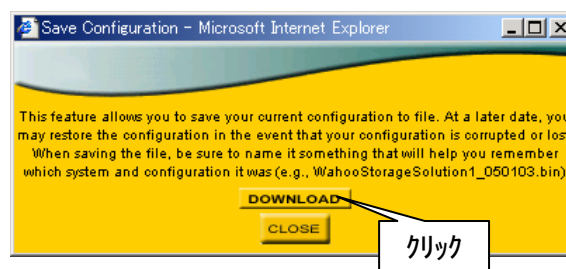 Save Configuration - Microsoft Internet Explorer
This feature allows you to save your current configuration to file. At a later date, you
may restore the configuration in the event that your configuration is corrupted or lost
When saving the file, be sure to name it something that will help you remember
which system and configuration it was (e.g., WahooStorageSolution1_050103.bin)
DOWNLOAD
CLOSE
クリック